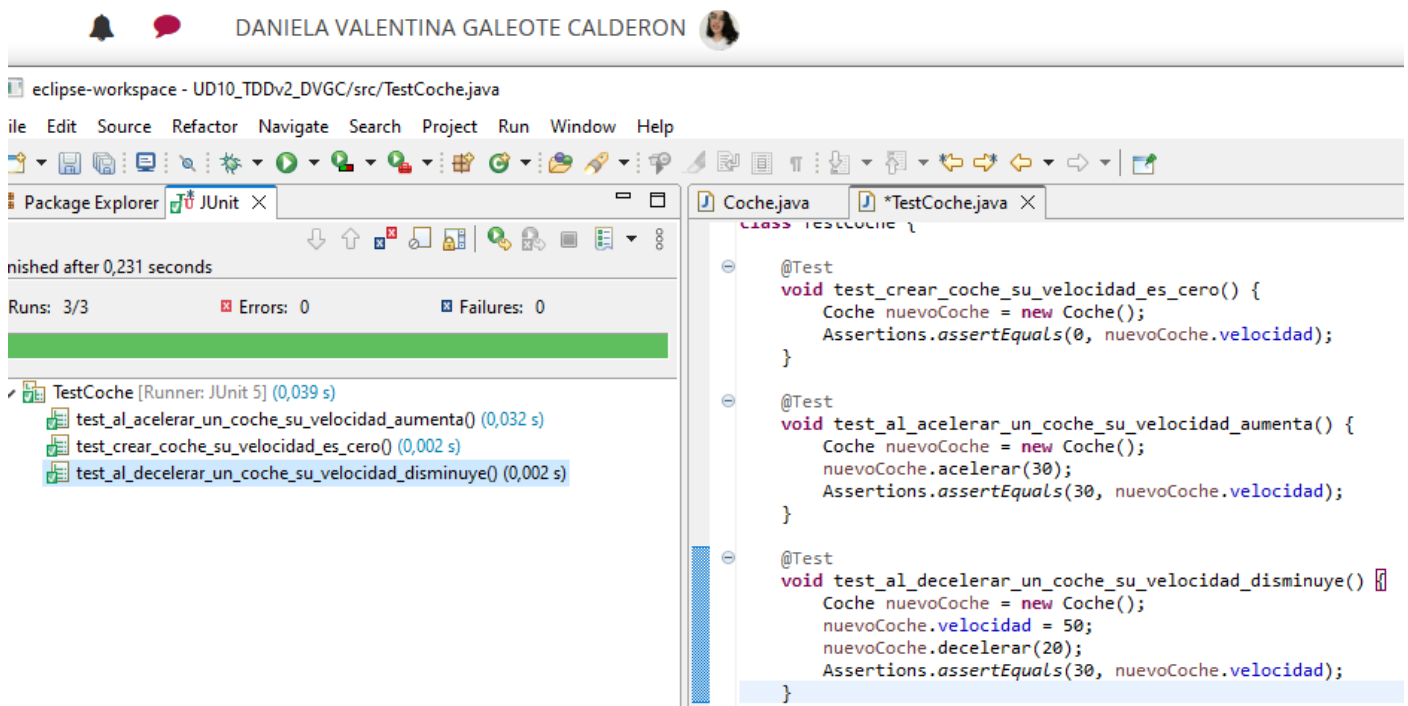 DANIELA VALENTINA GALEOTE CALDERON
eclipse-workspace - UD10_TDDv2_DVGC/src/TestCoche.java
ile Edit Source Refactor Navigate Search Project Run Window Help
Package Explorer JUnit
nished after 0,231 seconds
Runs: 3/3 Errors: 0 Failures: 0
TestCoche [Runner: JUnit 5] (0,039 s)
test_al_acelerar_un_coche_su_velocidad_aumenta() (0,032 s)
test_crear_coche_su_velocidad_es_cero() (0,002 s)
test_al_decelerar_un_coche_su_velocidad_disminuye() (0,002 s)
Coche.java *TestCoche.java
class TestCoche {
@Test
void test_crear_coche_su_velocidad_es_cero() {
Coche nuevoCoche = new Coche();
Assertions.assertEquals(0, nuevoCoche.velocidad);
}
@Test
void test_al_acelerar_un_coche_su_velocidad_aumenta() {
Coche nuevoCoche = new Coche();
nuevoCoche.acelerar(30);
Assertions.assertEquals(30, nuevoCoche.velocidad);
}
@Test
void test_al_decelerar_un_coche_su_velocidad_disminuye() {
Coche nuevoCoche = new Coche();
nuevoCoche.velocidad = 50;
nuevoCoche.decelerar(20);
Assertions.assertEquals(30, nuevoCoche.velocidad);
}